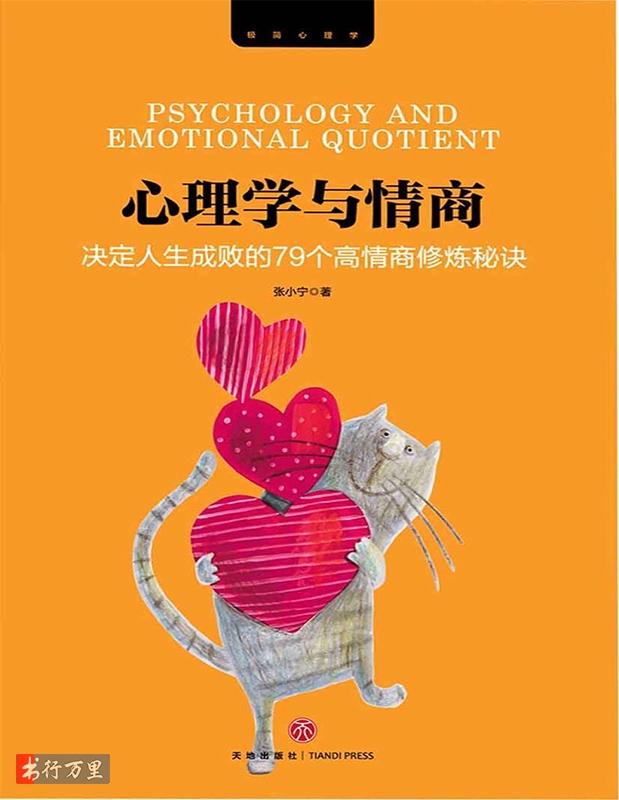 极简心理学
PSYCHOLOGY AND
EMOTIONAL QUOTIENT
心理学与情商
决定人生成败的79个高情商修炼秘诀
张小宁◎著
天地出版社 | TIANDI PRESS
书行万里